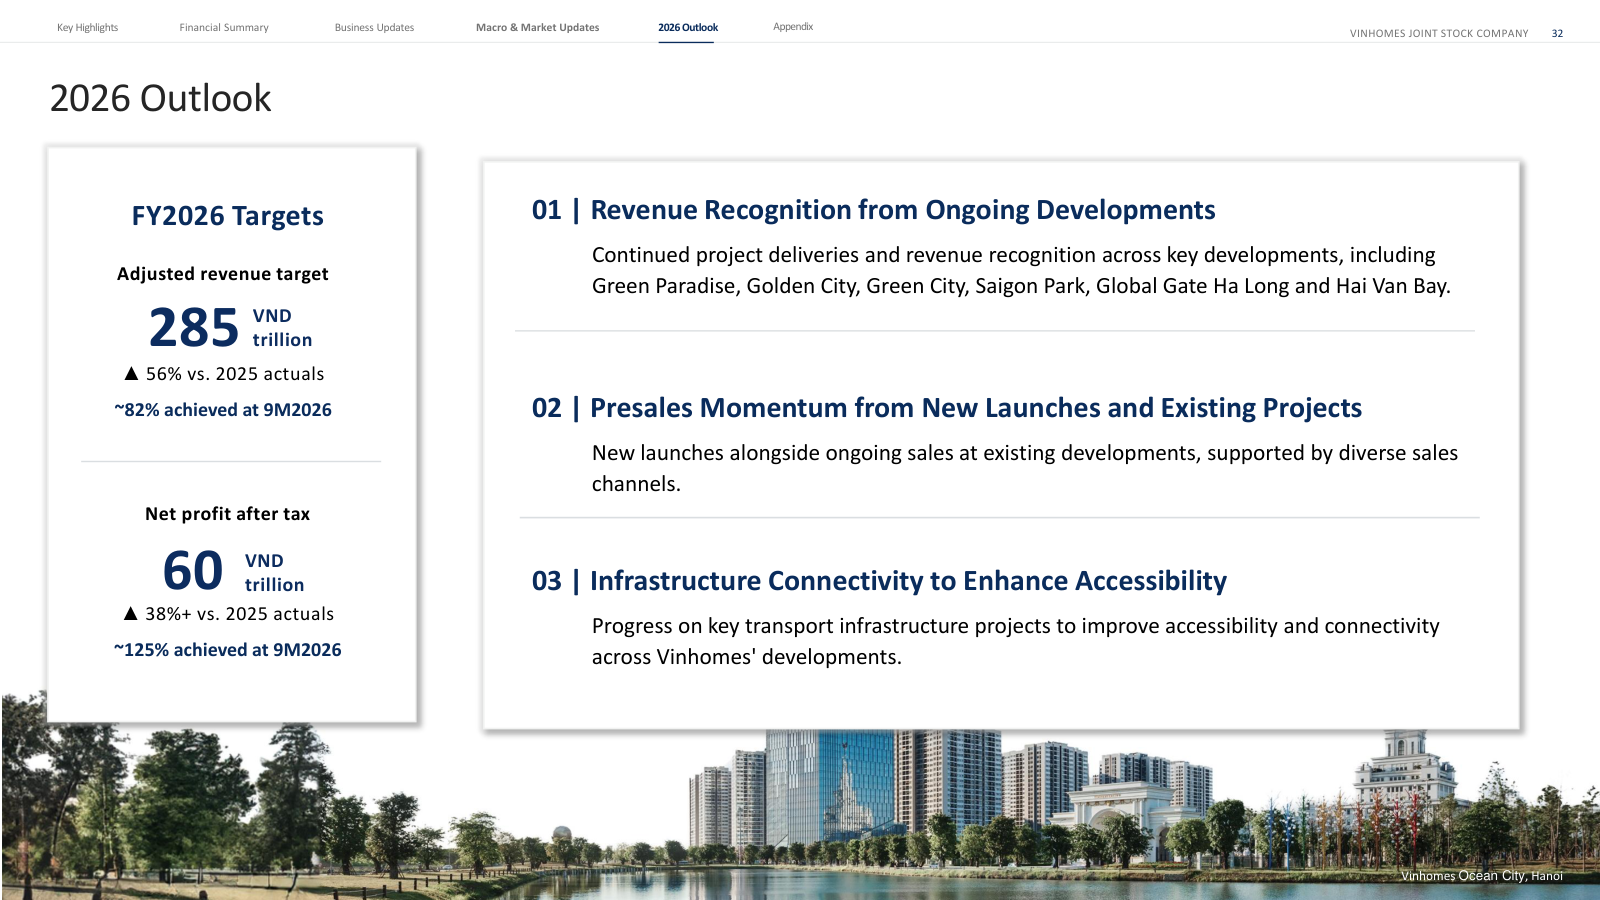 Key Highlights
Financial Summary
Business Updates
Macro & Market Updates
2026 Outlook
Appendix
VINHOMES JOINT STOCK COMPANY 32
2026 Outlook
FY2026 Targets
Adjusted revenue target
285 VND trillion
▲ 56% vs. 2025 actuals
~82% achieved at 9M2026
Net profit after tax
60 VND trillion
▲ 38%+ vs. 2025 actuals
~125% achieved at 9M2026
01 | Revenue Recognition from Ongoing Developments
Continued project deliveries and revenue recognition across key developments, including
Green Paradise, Golden City, Green City, Saigon Park, Global Gate Ha Long and Hai Van Bay.
02 | Presales Momentum from New Launches and Existing Projects
New launches alongside ongoing sales at existing developments, supported by diverse sales
channels.
03 | Infrastructure Connectivity to Enhance Accessibility
Progress on key transport infrastructure projects to improve accessibility and connectivity
across Vinhomes' developments.
Vinhomes Ocean City, Hanoi